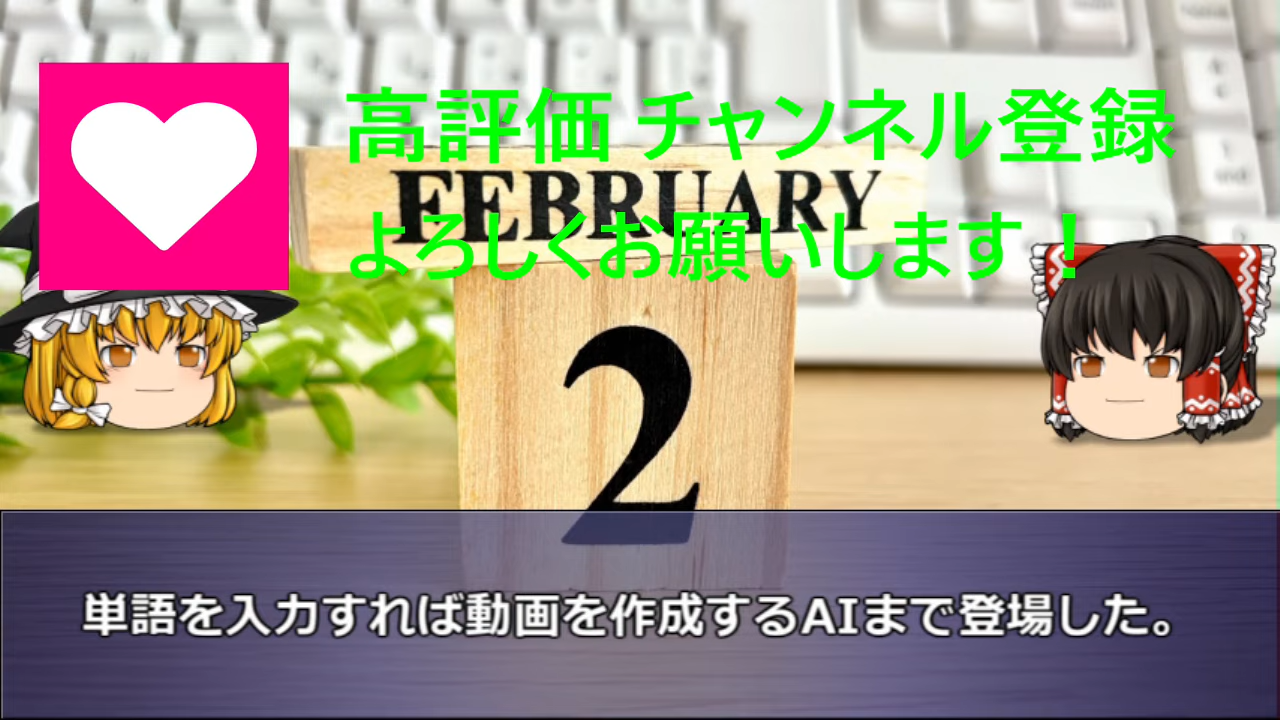 高評価 チャンネル登録
FEBRUARY
よろしくお願いします！
2
単語を入力すれば動画を作成するAIまで登場した。